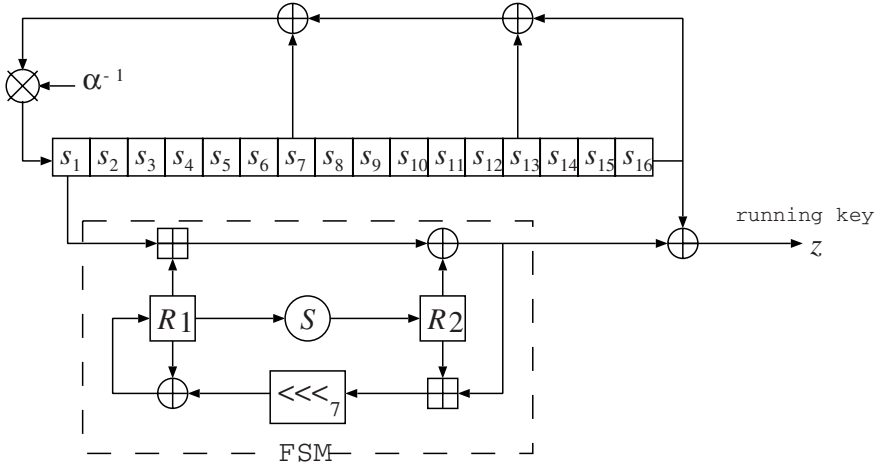 α⁻¹
s₁ s₂ s₃ s₄ s₅ s₆ s₇ s₈ s₉ s₁₀ s₁₁ s₁₂ s₁₃ s₁₄ s₁₅ s₁₆
running key
z
R1 S R2
<<<₇
FSM